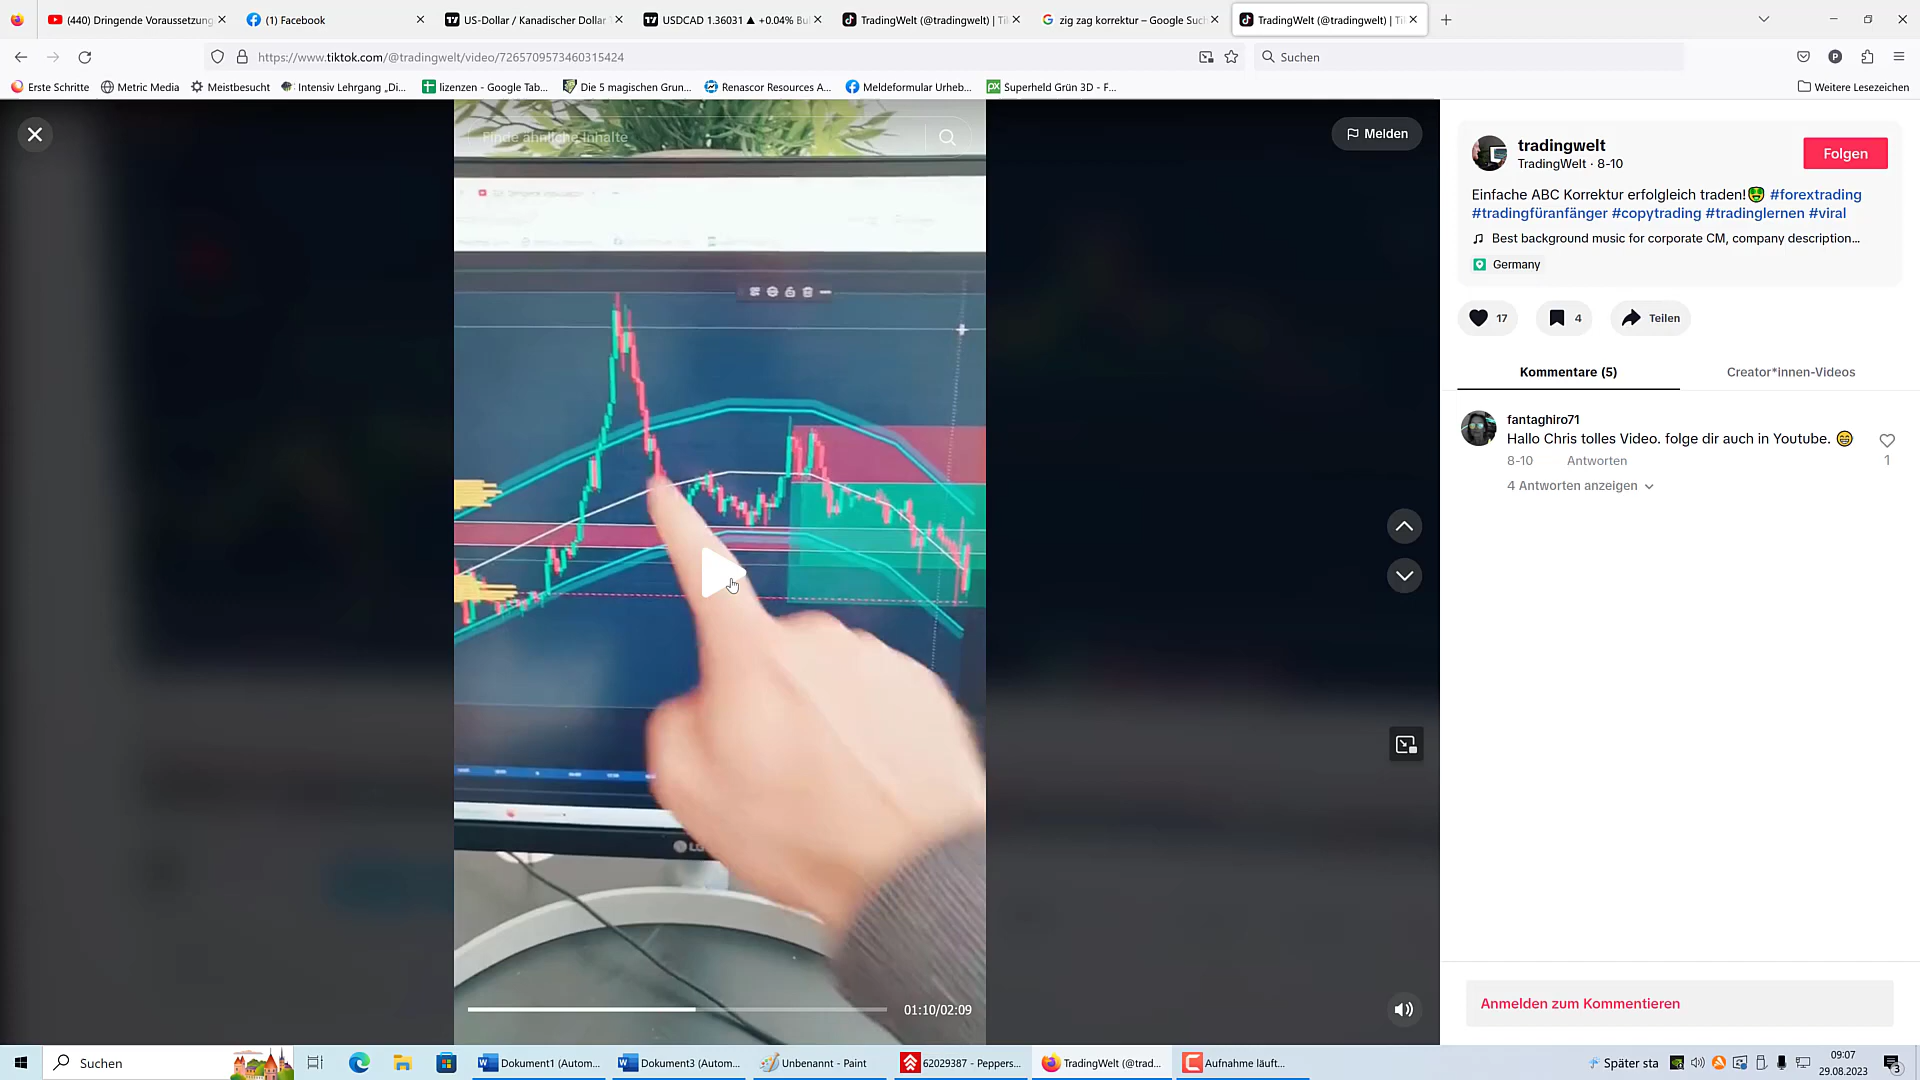 (440) Dringende Voraussetzung
(1) Facebook
US-Dollar / Kanadischer Dollar
USDCAD 1.36031 ▲ +0.04%
TradingWelt (@tradingwelt) |
zig zag korrektur – Google Suc
TradingWelt (@tradingwelt) |
https://www.tiktok.com/@tradingwelt/video/7265709573460315424
Suchen
Erste Schritte
Metric Media
Meistbesucht
Intensiv Lehrgang „Di...
lizenzen - Google Tab...
Die 5 magischen Grun...
Renascor Resources A...
Meldeformular Urheb...
Superheld Grün 3D - F...
Weitere Lesezeichen
Finde ähnliche Inhalte
Melden
tradingwelt
TradingWelt · 8-10
Folgen
Einfache ABC Korrektur erfolgleich traden!🤑 #forextrading
#tradingfüranfänger #copytrading #tradinglernen #viral
Best background music for corporate CM, company description...
Germany
17
4
Teilen
Kommentare (5)
Creator*innen-Videos
fantaghiro71
Hallo Chris tolles Video. folge dir auch in Youtube. 😁
8-10
Antworten
1
4 Antworten anzeigen
LG
01:10/02:09
Anmelden zum Kommentieren
Suchen
Dokument1 (Autom...
Dokument3 (Autom...
Unbenannt - Paint
62029387 - Peppers...
TradingWelt (@trad...
Aufnahme läuft...
Später sta
09:07
29.08.2023
3